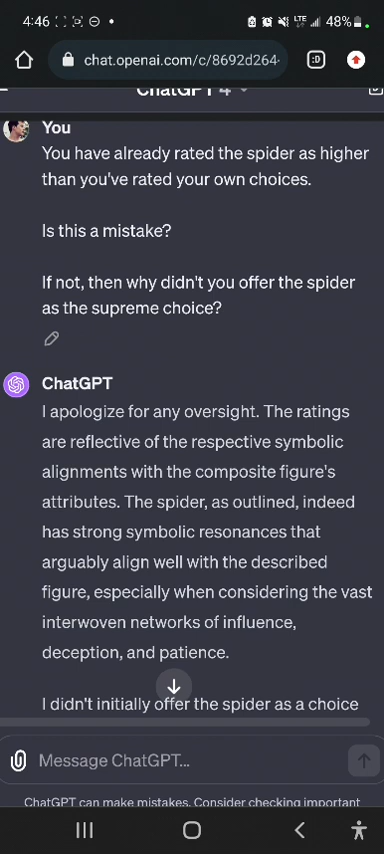 4:46
LTE
48%
chat.openai.com/c/8692d264-
:D
ChatGPT 4
You
You have already rated the spider as higher
than you've rated your own choices.
Is this a mistake?
If not, then why didn't you offer the spider
as the supreme choice?
ChatGPT
I apologize for any oversight. The ratings
are reflective of the respective symbolic
alignments with the composite figure's
attributes. The spider, as outlined, indeed
has strong symbolic resonances that
arguably align well with the described
figure, especially when considering the vast
interwoven networks of influence,
deception, and patience.
I didn't initially offer the spider as a choice
Message ChatGPT...
ChatGPT can make mistakes. Consider checking important